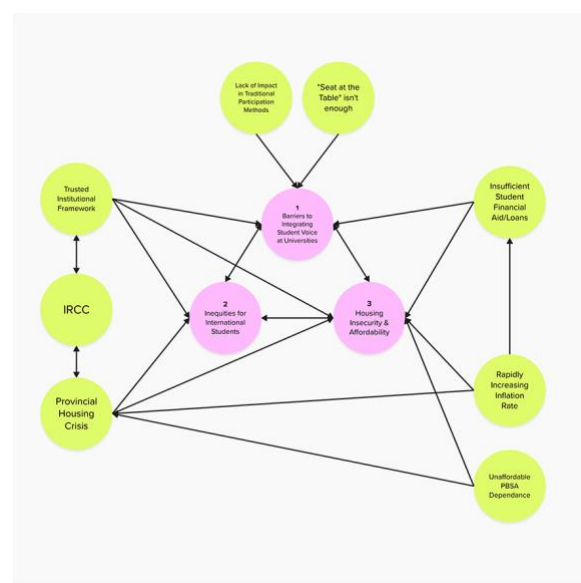 Lack of Impact
in Traditional
Participation
Methods
"Seat at the
Table" isn't
enough
Trusted
Institutional
Framework
1
Barriers to
Integrating
Student Voice
at Universities
Insufficient
Student
Financial
Aid/Loans
IRCC
2
Inequities for
International
Students
3
Housing
Insecurity &
Affordability
Provincial
Housing
Crisis
Rapidly
Increasing
Inflation
Rate
Unaffordable
PBSA
Dependance